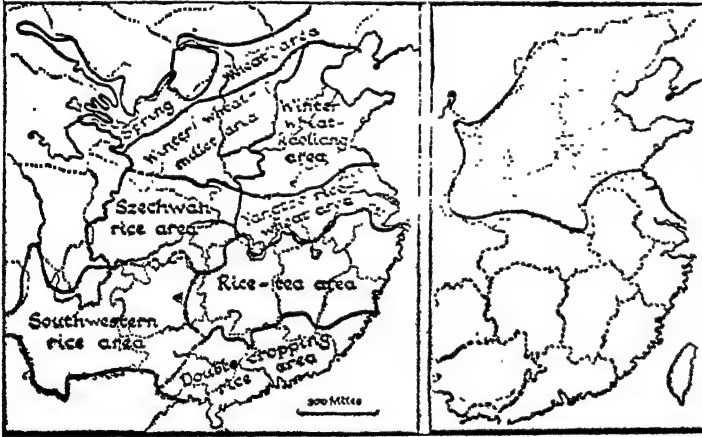 Spring wheat area
Winter wheat-
millet area
Winter
wheat-
kaoliang
area
Szechwan
rice area
Yangtze rice-
wheat area
Rice-tea area
Southwestern
rice area
Double cropping
rice area
300 Miles